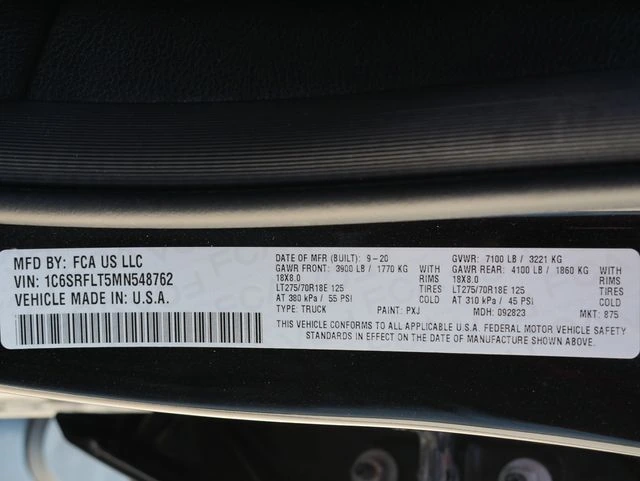 MFD BY: FCA US LLC
VIN: 1C6SRFLT5MN548762
VEHICLE MADE IN: U.S.A.
DATE OF MFR (BUILT): 9-20 GVWR: 7100 LB / 3221 KG
GAWR FRONT: 3900 LB / 1770 KG WITH GAWR REAR: 4100 LB / 1860 KG WITH
18X8.0 RIMS 18X8.0 RIMS
LT275/70R18E 125 TIRES LT275/70R18E 125 TIRES
AT 380 kPa / 55 PSI COLD AT 310 kPa / 45 PSI COLD
TYPE: TRUCK PAINT: PXJ MDH: 092823 MKT: 875
THIS VEHICLE CONFORMS TO ALL APPLICABLE U.S.A. FEDERAL MOTOR VEHICLE SAFETY
STANDARDS IN EFFECT ON THE DATE OF MANUFACTURE SHOWN ABOVE.